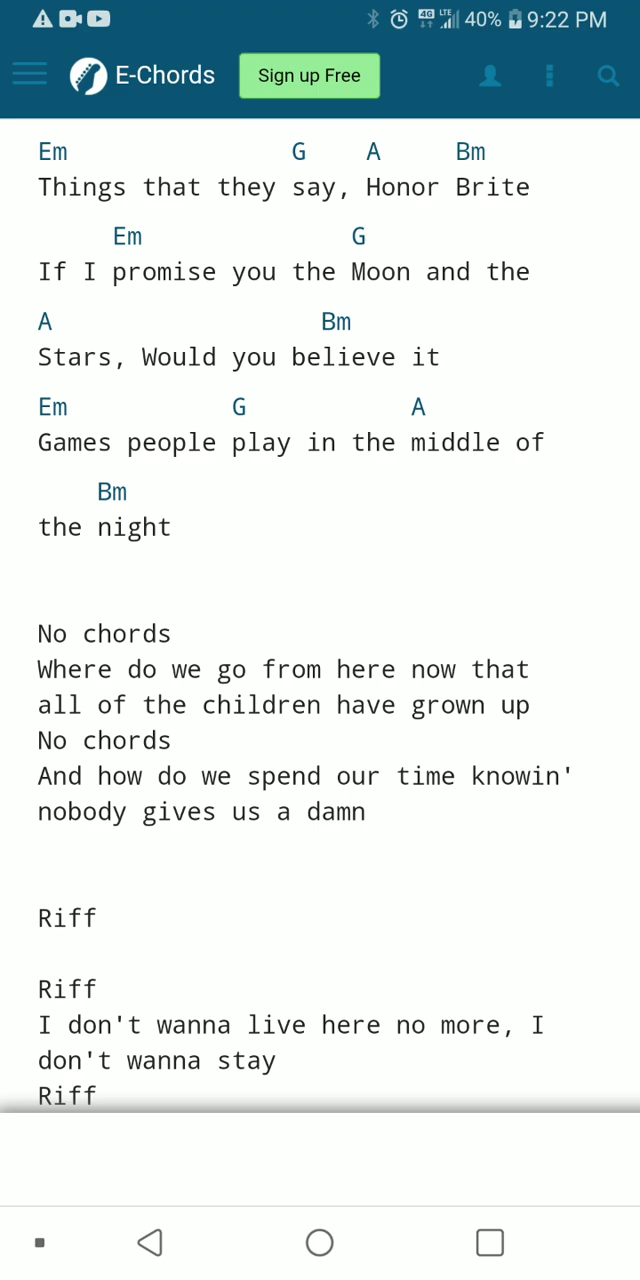 4G LTE 40% 9:22 PM
E-Chords Sign up Free
Em G A Bm
Things that they say, Honor Brite
Em G
If I promise you the Moon and the
A Bm
Stars, Would you believe it
Em G A
Games people play in the middle of
Bm
the night
No chords
Where do we go from here now that
all of the children have grown up
No chords
And how do we spend our time knowin'
nobody gives us a damn
Riff
Riff
I don't wanna live here no more, I
don't wanna stay
Riff